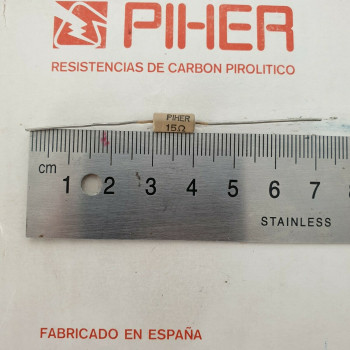 PIHER
RESISTENCIAS DE CARBON PIROLITICO
PIHER
15Ω
cm 1 2 3 4 5 6 7
STAINLESS
FABRICADO EN ESPAÑA